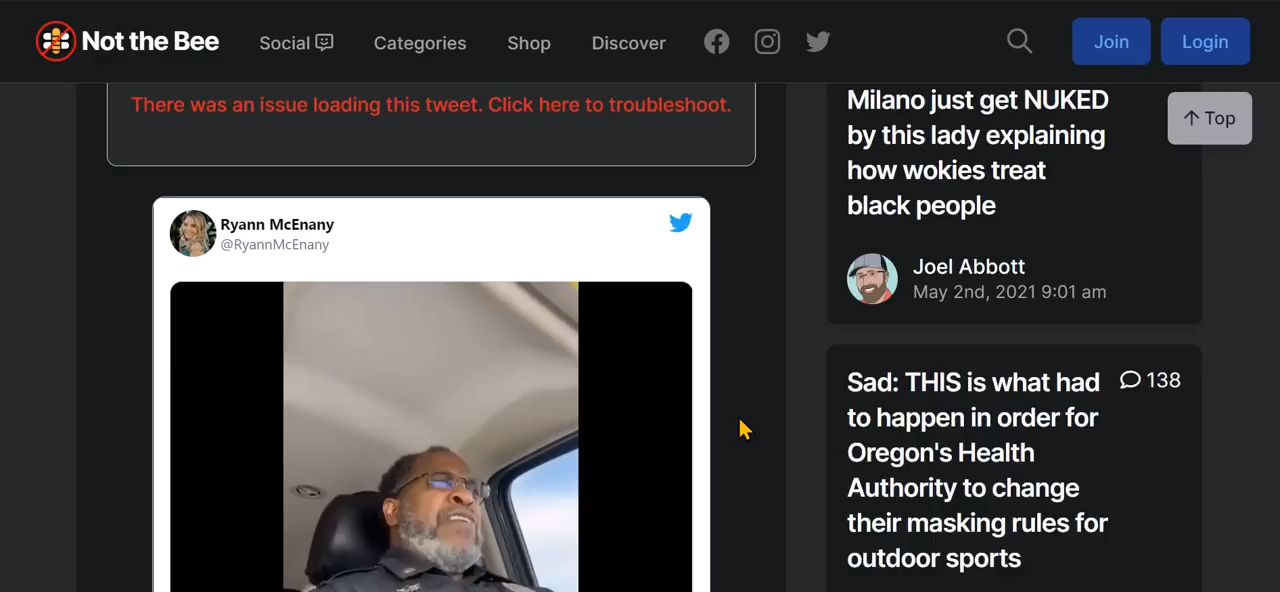 Not the Bee
Social
Categories
Shop
Discover
Join
Login
There was an issue loading this tweet. Click here to troubleshoot.
Ryann McEnany
@RyannMcEnany
↑ Top
Milano just get NUKED
by this lady explaining
how wokies treat
black people
Joel Abbott
May 2nd, 2021 9:01 am
Sad: THIS is what had
138
to happen in order for
Oregon's Health
Authority to change
their masking rules for
outdoor sports